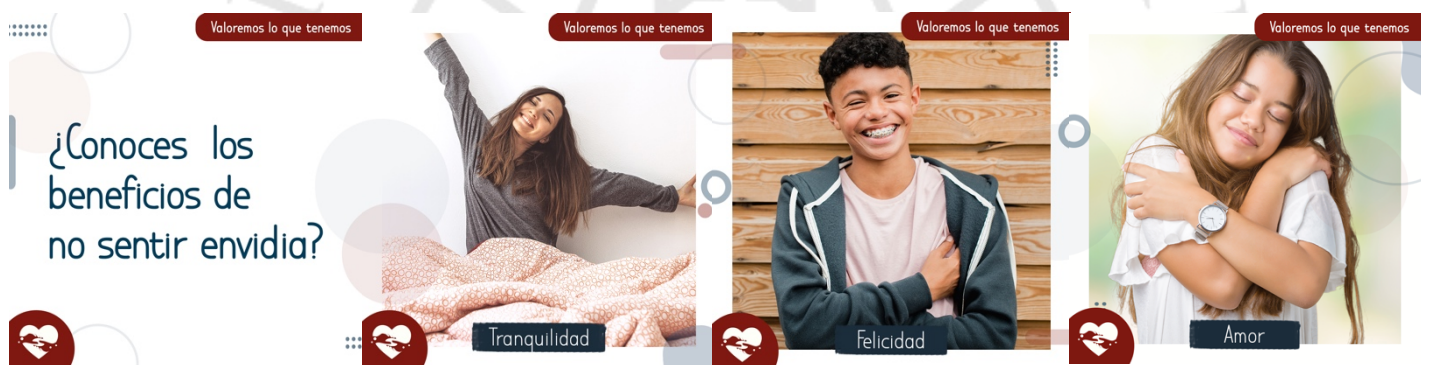 Valoremos lo que tenemos
¿Conoces los
beneficios de
no sentir envidia?
Valoremos lo que tenemos
Tranquilidad
Valoremos lo que tenemos
Felicidad
Valoremos lo que tenemos
Amor